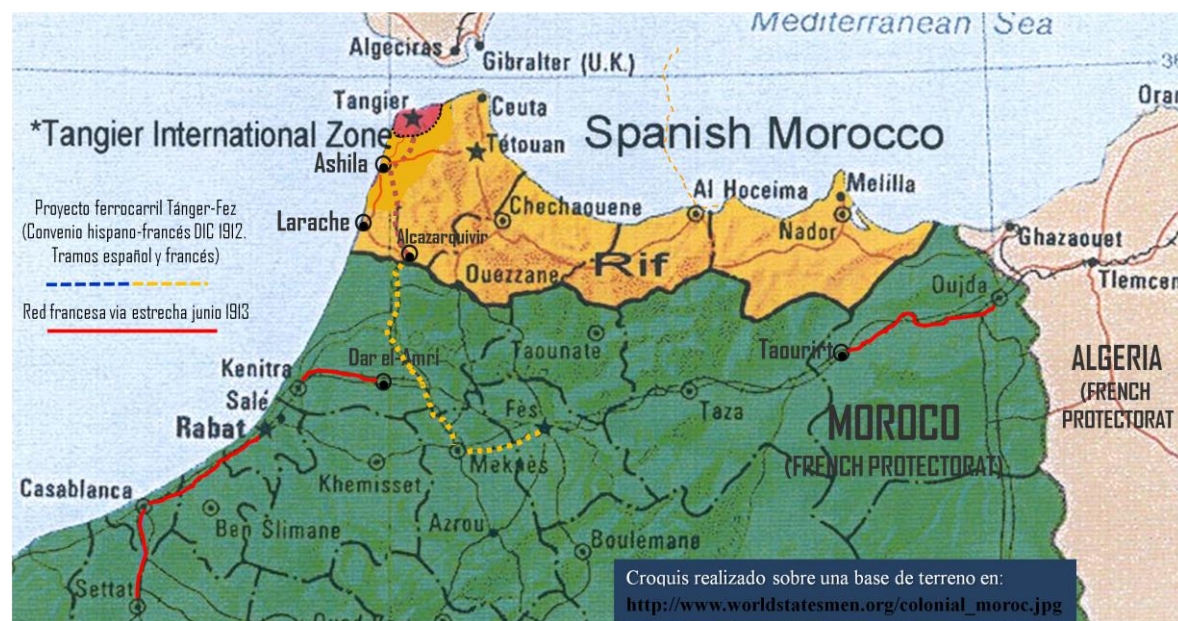 Mediterranean Sea
Algeciras
Gibralter (U.K.)
Tangier
Ceuta
*Tangier International Zone
Spanish Morocco
Tétouan
Ashila
Al Hoceima
Melilla
Proyecto ferrocarril Tánger-Fez
(Convenio hispano-francés DIC 1912.
Tramos español y francés)
Larache
Chechaouene
Nador
Alcazarquivir
Ghazaouet
Rif
Ouezzane
Tlemcen
Oujda
Red francesa via estrecha junio 1913
Taounate
Taourirt
Dar el-Amri
Kenitra
ALGERIA
(FRENCH
PROTECTORAT
Salé
Fès
Taza
MOROCO
(FRENCH PROTECTORAT)
Rabat
Meknès
Khemisset
Casablanca
Ben Slimane
Azrou
Boulemane
Settat
Croquis realizado sobre una base de terreno en:
http://www.worldstatesmen.org/colonial_moroc.jpg